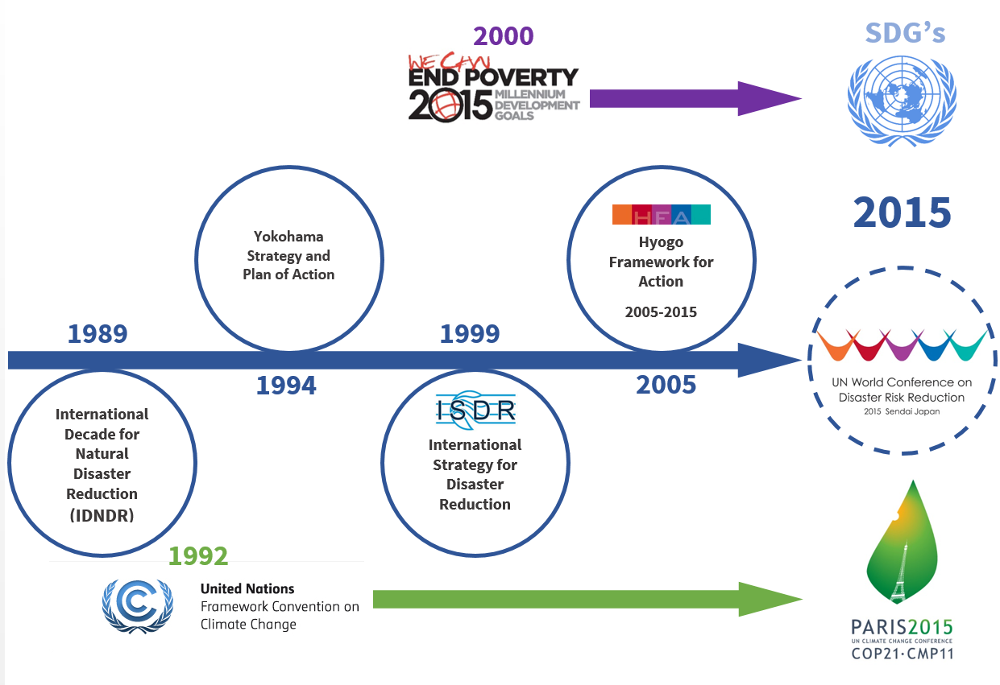 2000
WE CAN
END POVERTY
2015 MILLENNIUM
DEVELOPMENT
GOALS
SDG's
2015
Yokohama
Strategy and
Plan of Action
HFA
Hyogo
Framework for
Action
2005-2015
1989
1999
1994
2005
International
Decade for
Natural
Disaster
Reduction
(IDNDR)
ISDR
International
Strategy for
Disaster
Reduction
UN World Conference on
Disaster Risk Reduction
2015 Sendai Japan
1992
United Nations
Framework Convention on
Climate Change
PARIS2015
UN CLIMATE CHANGE CONFERENCE
COP21·CMP11